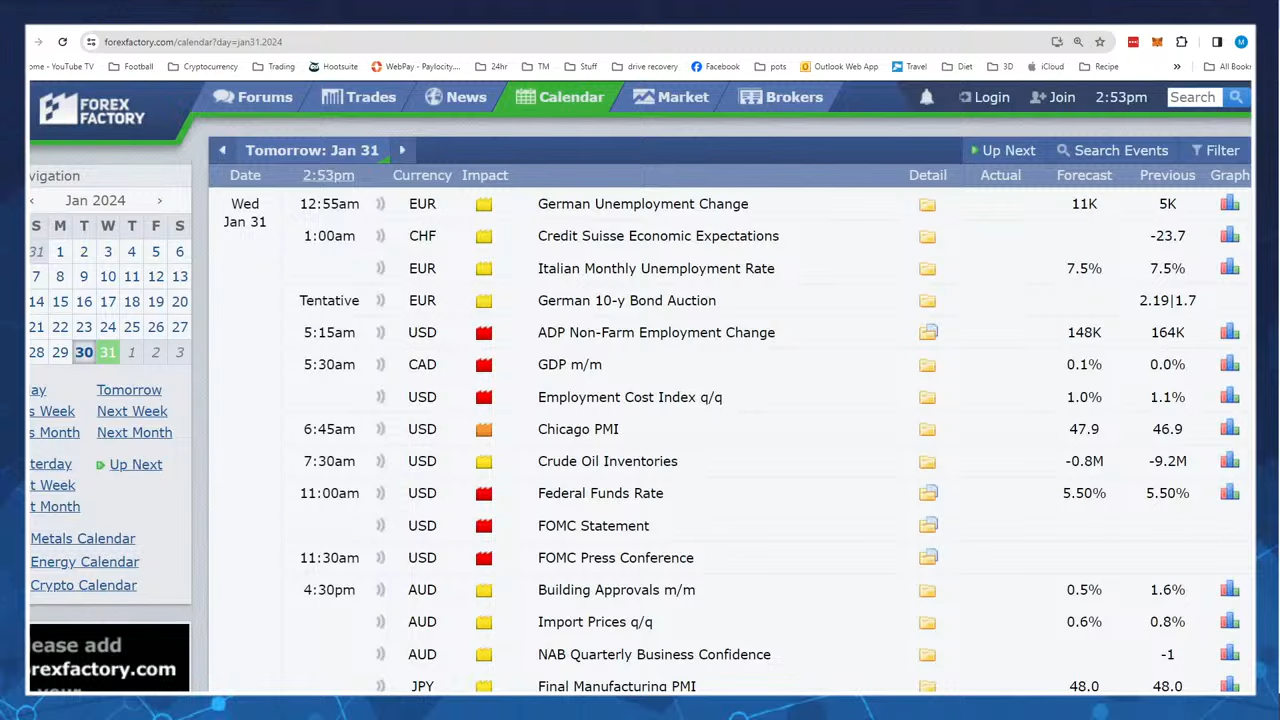 forexfactory.com/calendar?day=jan31.2024
ome - YouTube TV Football Cryptocurrency Trading Hootsuite WebPay - Paylocity.... 24hr TM Stuff drive recovery Facebook pots Outlook Web App Travel Diet 3D iCloud Recipe » All Book
FOREX FACTORY Forums Trades News Calendar Market Brokers Login Join 2:53pm Search
vigation
‹ Jan 2024 ›
S M T W T F S
31 1 2 3 4 5 6
7 8 9 10 11 12 13
14 15 16 17 18 19 20
21 22 23 24 25 26 27
28 29 30 31 1 2 3
ay Tomorrow
s Week Next Week
s Month Next Month
terday Up Next
t Week
t Month
Metals Calendar
Energy Calendar
Crypto Calendar
ease add
rexfactory.com
your
Tomorrow: Jan 31 Up Next Search Events Filter
Date 2:53pm Currency Impact Detail Actual Forecast Previous Graph
Wed Jan 31 12:55am EUR German Unemployment Change 11K 5K
1:00am CHF Credit Suisse Economic Expectations -23.7
EUR Italian Monthly Unemployment Rate 7.5% 7.5%
Tentative EUR German 10-y Bond Auction 2.19|1.7
5:15am USD ADP Non-Farm Employment Change 148K 164K
5:30am CAD GDP m/m 0.1% 0.0%
USD Employment Cost Index q/q 1.0% 1.1%
6:45am USD Chicago PMI 47.9 46.9
7:30am USD Crude Oil Inventories -0.8M -9.2M
11:00am USD Federal Funds Rate 5.50% 5.50%
USD FOMC Statement
11:30am USD FOMC Press Conference
4:30pm AUD Building Approvals m/m 0.5% 1.6%
AUD Import Prices q/q 0.6% 0.8%
AUD NAB Quarterly Business Confidence -1
JPY Final Manufacturing PMI 48.0 48.0